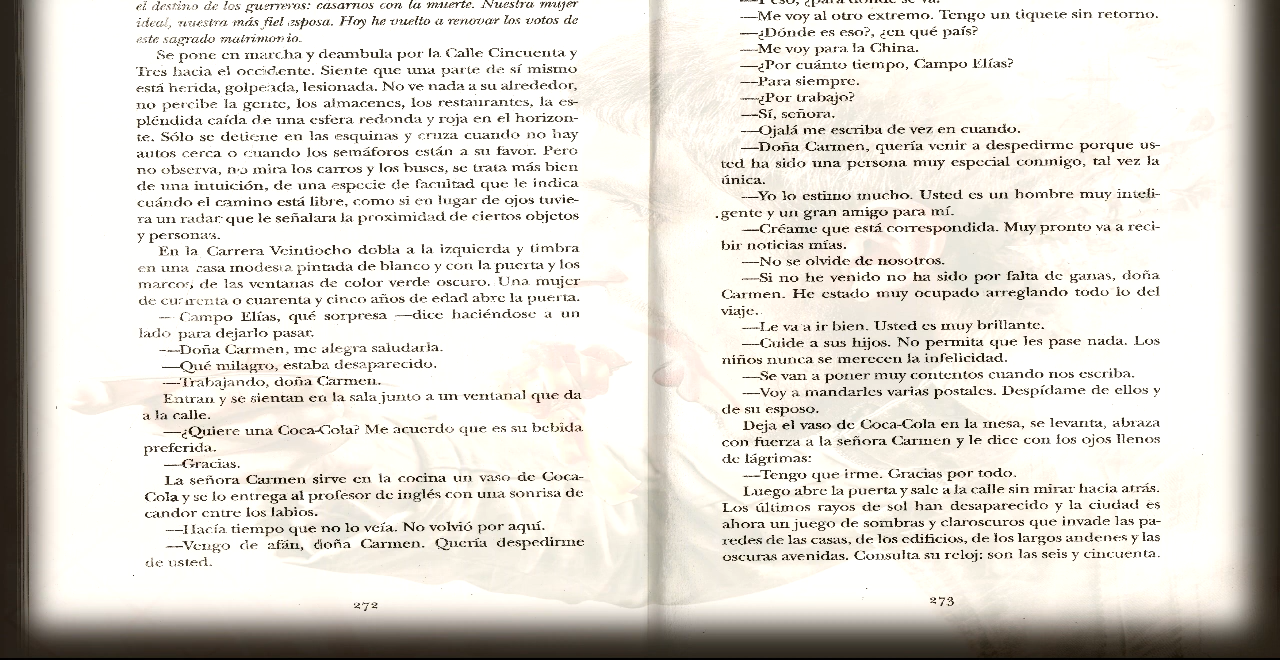 el destino de los guerreros: casarnos con la muerte. Nuestra mujer
ideal, nuestra más fiel esposa. Hoy he vuelto a renovar los votos de
este sagrado matrimonio.
Se pone en marcha y deambula por la Calle Cincuenta y
Tres hacia el occidente. Siente que una parte de sí mismo
está herida, golpeada, lesionada. No ve nada a su alrededor,
no percibe la gente, los almacenes, los restaurantes, la es-
pléndida caída de una esfera redonda y roja en el horizon-
te. Sólo se detiene en las esquinas y cruza cuando no hay
autos cerca o cuando los semáforos están a su favor. Pero
no observa, no mira los carros y los buses, se trata más bien
de una intuición, de una especie de facultad que le indica
cuándo el camino está libre, como si en lugar de ojos tuvie-
ra un radar que le señalara la proximidad de ciertos objetos
y personas.
En la Carrera Veintiocho dobla a la izquierda y timbra
en una casa modesta pintada de blanco y con la puerta y los
marcos de las ventanas de color verde oscuro. Una mujer
de cuarenta o cuarenta y cinco años de edad abre la puerta.
—Campo Elías, qué sorpresa —dice haciéndose a un
lado para dejarlo pasar.
—Doña Carmen, me alegra saludarla.
—Qué milagro, estaba desaparecido.
—Trabajando, doña Carmen.
Entran y se sientan en la sala junto a un ventanal que da
a la calle.
—¿Quiere una Coca-Cola? Me acuerdo que es su bebida
preferida.
—Gracias.
La señora Carmen sirve en la cocina un vaso de Coca-
Cola y se lo entrega al profesor de inglés con una sonrisa de
candor entre los labios.
—Hacía tiempo que no lo veía. No volvió por aquí.
—Vengo de afán, doña Carmen. Quería despedirme
de usted.
272
eso, ¿para dónde se va?
—Me voy al otro extremo. Tengo un tiquete sin retorno.
—¿Dónde es eso?, ¿en qué país?
—Me voy para la China.
—¿Por cuánto tiempo, Campo Elías?
—Para siempre.
—¿Por trabajo?
—Sí, señora.
—Ojalá me escriba de vez en cuando.
—Doña Carmen, quería venir a despedirme porque us-
ted ha sido una persona muy especial conmigo, tal vez la
única.
—Yo lo estimo mucho. Usted es un hombre muy inteli-
gente y un gran amigo para mí.
—Créame que está correspondida. Muy pronto va a reci-
bir noticias mías.
—No se olvide de nosotros.
—Si no he venido no ha sido por falta de ganas, doña
Carmen. He estado muy ocupado arreglando todo lo del
viaje.
—Le va a ir bien. Usted es muy brillante.
—Cuide a sus hijos. No permita que les pase nada. Los
niños nunca se merecen la infelicidad.
—Se van a poner muy contentos cuando nos escriba.
—Voy a mandarles varias postales. Despídame de ellos y
de su esposo.
Deja el vaso de Coca-Cola en la mesa, se levanta, abraza
con fuerza a la señora Carmen y le dice con los ojos llenos
de lágrimas:
—Tengo que irme. Gracias por todo.
Luego abre la puerta y sale a la calle sin mirar hacia atrás.
Los últimos rayos de sol han desaparecido y la ciudad es
ahora un juego de sombras y claroscuros que invade las pa-
redes de las casas, de los edificios, de los largos andenes y las
oscuras avenidas. Consulta su reloj: son las seis y cincuenta.
273